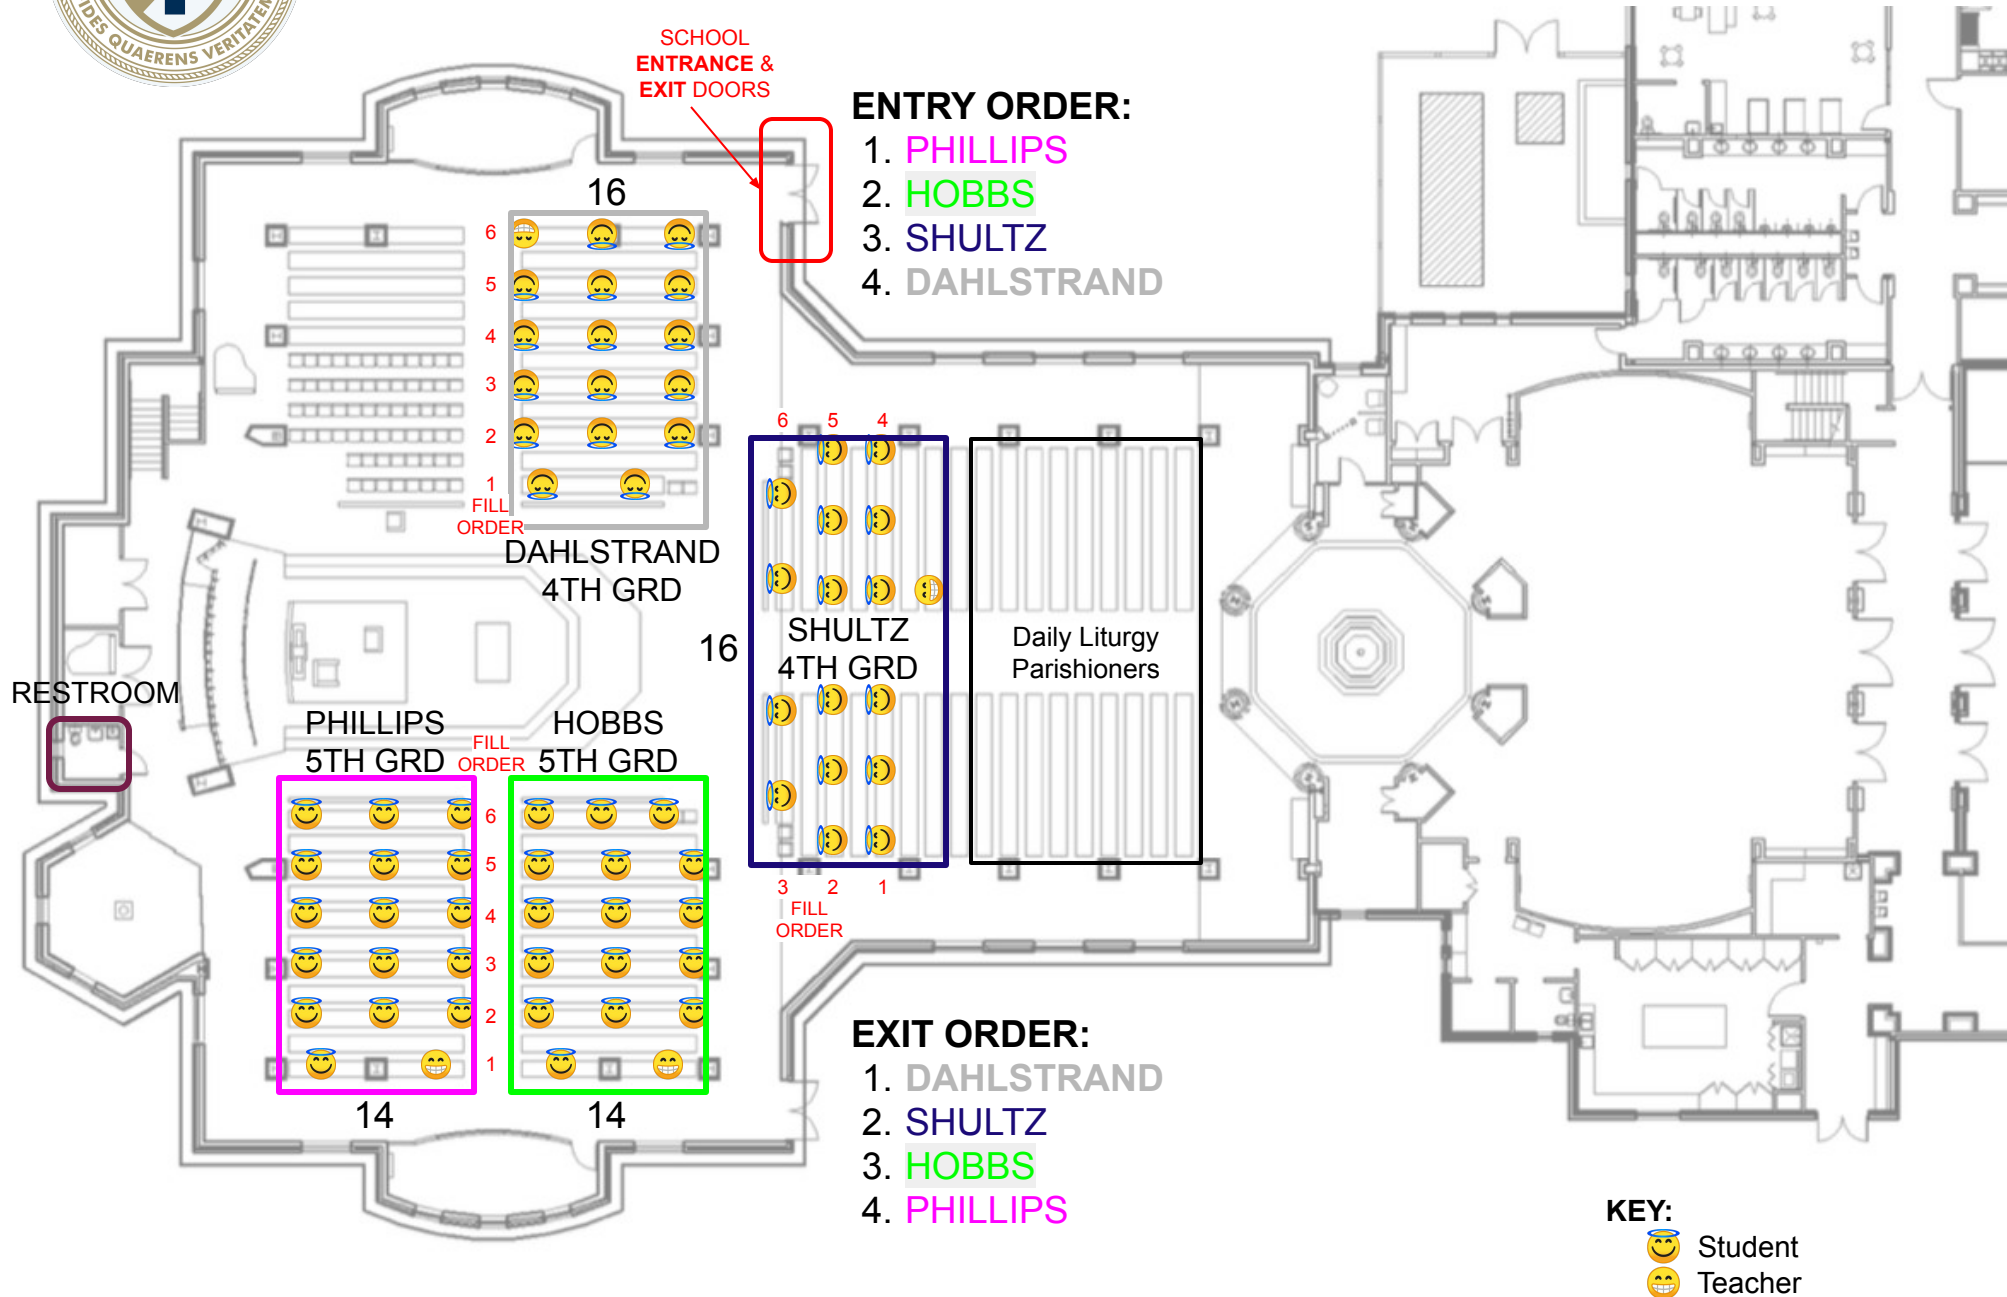 IDES QUAERENS VERITATEM
SCHOOL
ENTRANCE &
EXIT DOORS
ENTRY ORDER:
1. PHILLIPS
2. HOBBS
3. SHULTZ
4. DAHLSTRAND
16
6
5
4
3
2
1
FILL
ORDER
DAHLSTRAND
4TH GRD
6 5 4
16
SHULTZ
4TH GRD
Daily Liturgy
Parishioners
3 2 1
FILL
ORDER
RESTROOM
PHILLIPS
5TH GRD
FILL
ORDER
HOBBS
5TH GRD
6
5
4
3
2
1
14
14
EXIT ORDER:
1. DAHLSTRAND
2. SHULTZ
3. HOBBS
4. PHILLIPS
KEY:
Student
Teacher